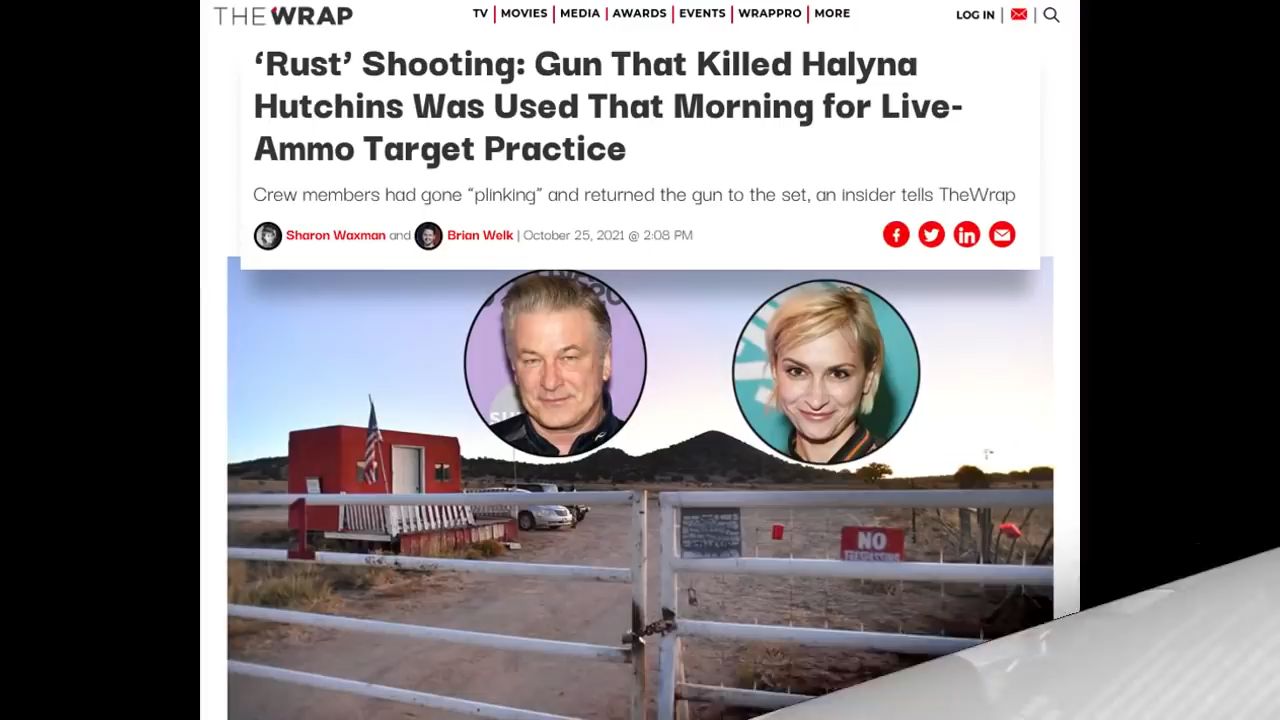 THEWRAP
TV | MOVIES | MEDIA | AWARDS | EVENTS | WRAPPRO | MORE
LOG IN
‘Rust’ Shooting: Gun That Killed Halyna
Hutchins Was Used That Morning for Live-
Ammo Target Practice
Crew members had gone “plinking” and returned the gun to the set, an insider tells TheWrap
Sharon Waxman and Brian Welk | October 25, 2021 @ 2:08 PM
NO